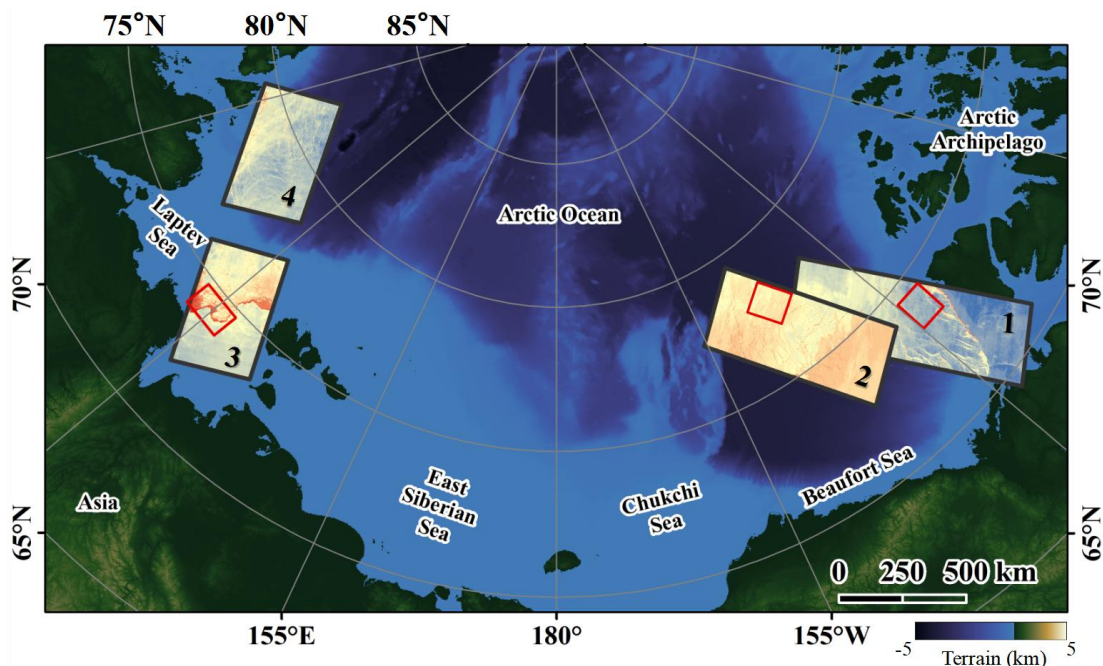 75°N 80°N 85°N
Arctic
Archipelago
4
Laptev
Sea
Arctic Ocean
70°N
70°N
1
3
2
East
Siberian
Sea
Chukchi
Sea
Beaufort Sea
Asia
65°N
65°N
0 250 500 km
155°E 180° 155°W
-5 5
Terrain (km)